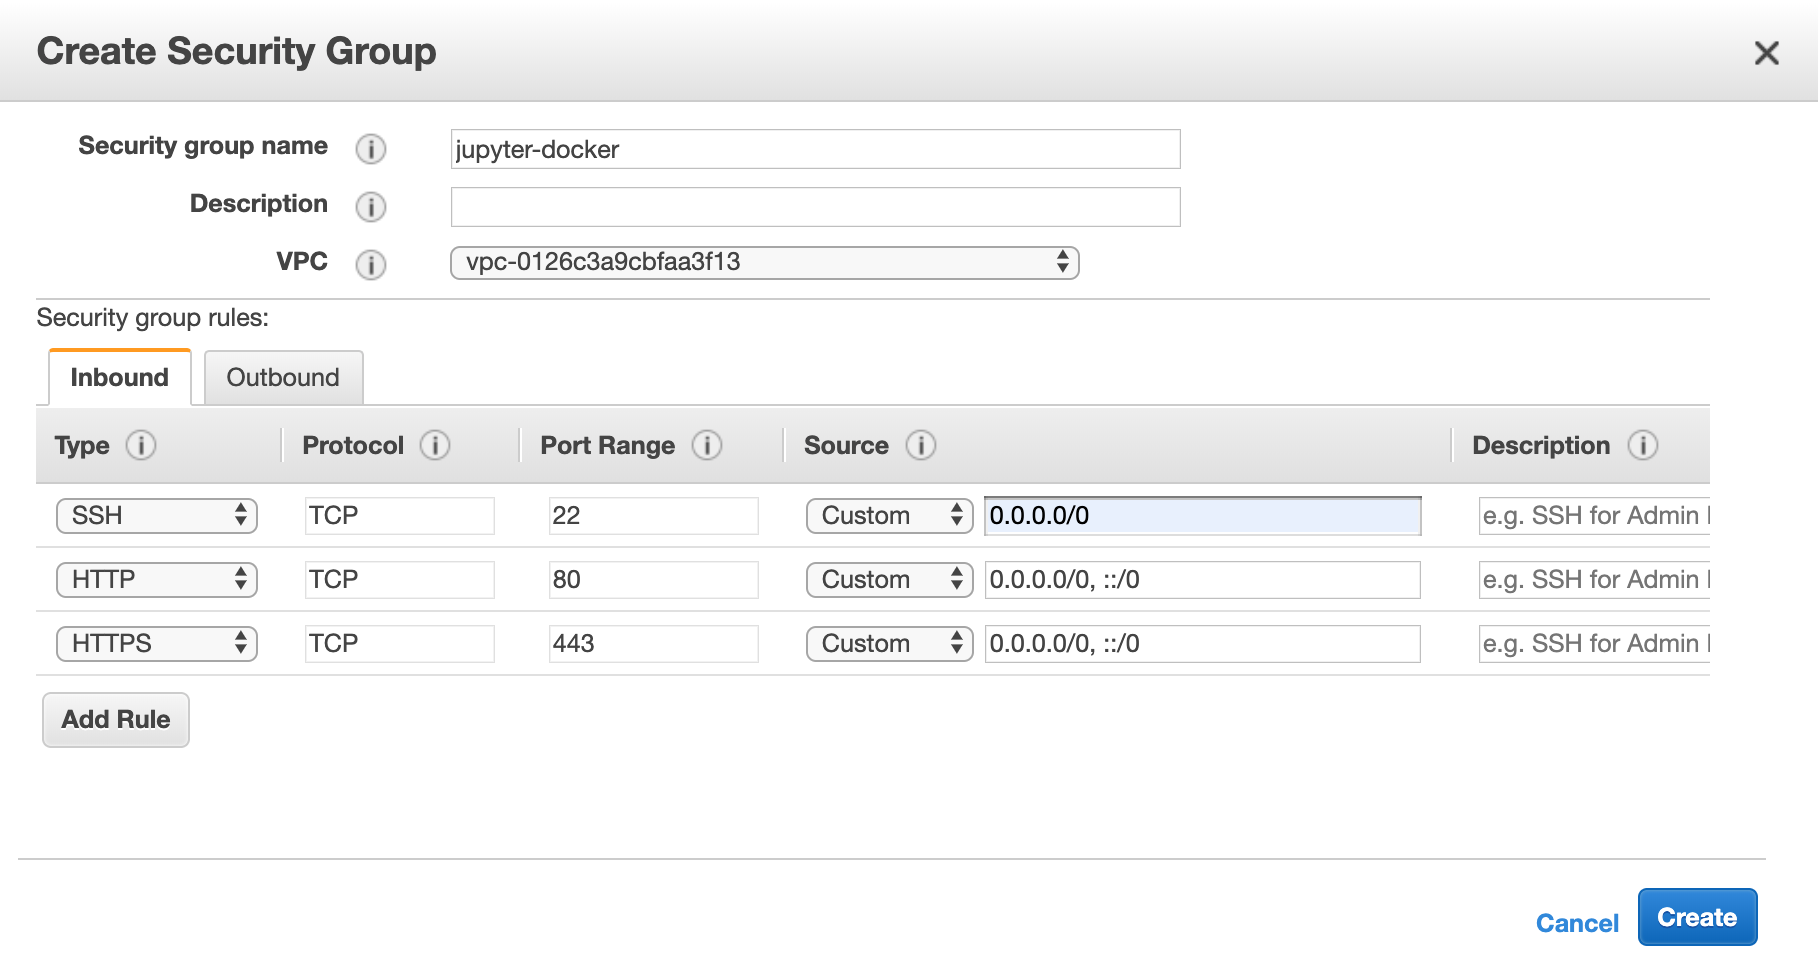 Create Security Group
Security group name jupyter-docker
Description
VPC vpc-0126c3a9cbfaa3f13
Security group rules:
Inbound Outbound
Type Protocol Port Range Source Description
SSH TCP 22 Custom 0.0.0.0/0 e.g. SSH for Admin
HTTP TCP 80 Custom 0.0.0.0/0, ::/0 e.g. SSH for Admin
HTTPS TCP 443 Custom 0.0.0.0/0, ::/0 e.g. SSH for Admin
Add Rule
Cancel Create